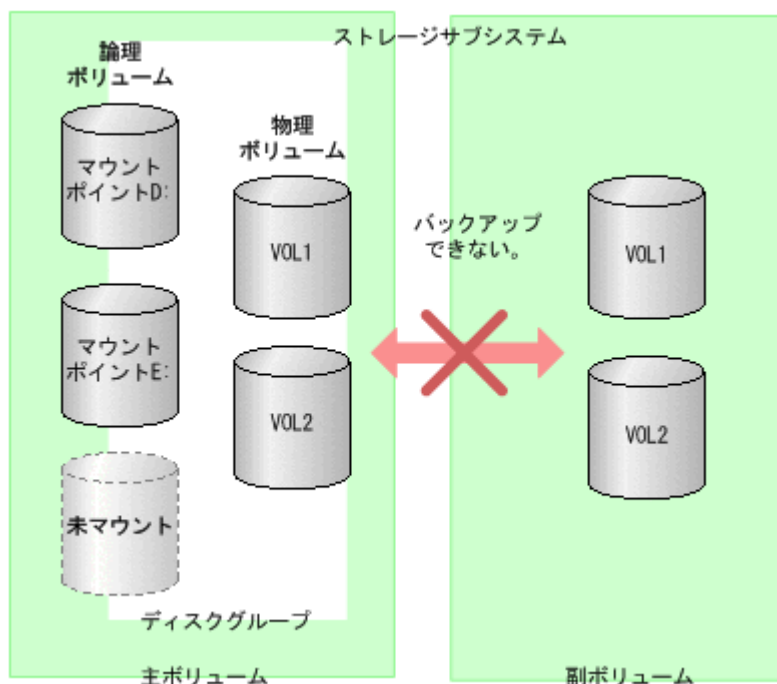 ストレージサブシステム
論理
ボリューム
物理
ボリューム
マウント
ポイントD:
VOL1
バックアップ
できない。
VOL1
マウント
ポイントE:
VOL2
VOL2
未マウント
ディスクグループ
主ボリューム
副ボリューム